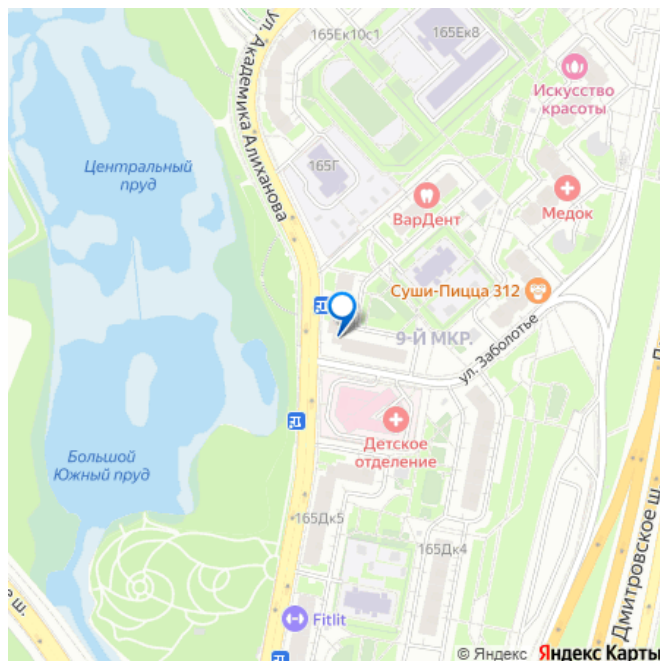 ул. Академика Алиханова
165Ек10с1
165Ек8
Искусство
красоты
Центральный
пруд
165Г
ВарДент
Медок
Суши-Пицца 312
9-Й МКР.
ул. Заболотье
Детское
отделение
Большой
Южный пруд
165Дк5
165Дк4
Дмитровское ш.
ш.
Fitlit
© Яндекс Яндекс Карты